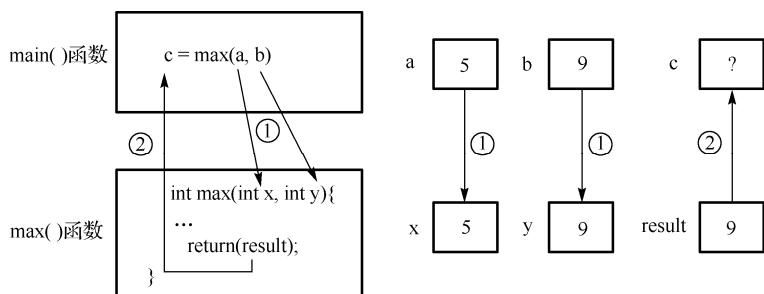 main( )函数
c = max(a, b)
②
①
max( )函数
int max(int x, int y){
…
return(result);
}
a
5
b
9
c
?
①
①
②
x
5
y
9
result
9